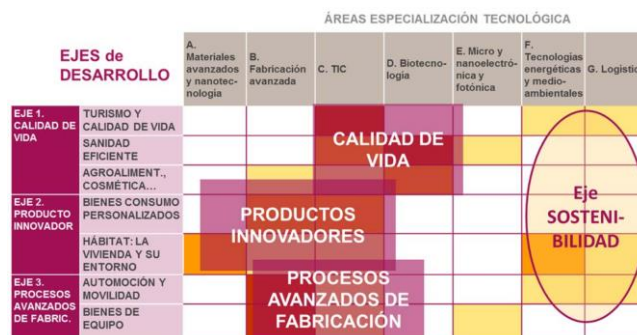 ÁREAS ESPECIALIZACIÓN TECNOLÓGICA
EJES de
DESARROLLO
A.
Materiales
avanzados
y nanotec-
nologia
B.
Fabricación
avanzada
C. TIC
D. Biotecno-
logía
E. Micro y
nanoelectró-
nica y
fotónica
F.
Tecnologias
energéticas y
medio-
ambientales
G. Logistic
EJE 1.
CALIDAD DE
VIDA
TURISMO Y
CALIDAD DE VIDA
SANIDAD
EFICIENTE
AGROALIMENT.,
COSMÉTICA...
EJE 2.
PRODUCTO
INNOVADOR
BIENES CONSUMO
PERSONALIZADOS
HÁBITAT: LA
VIVIENDA Y SU
ENTORNO
EJE 3.
PROCESOS
AVANZADOS
DE FABRIC.
AUTOMOCIÓN Y
MOVILIDAD
BIENES DE
EQUIPO
CALIDAD DE
VIDA
PRODUCTOS
INNOVADORES
PROCESOS
AVANZADOS DE
FABRICACIÓN
Eje
SOSTENI-
BILIDAD